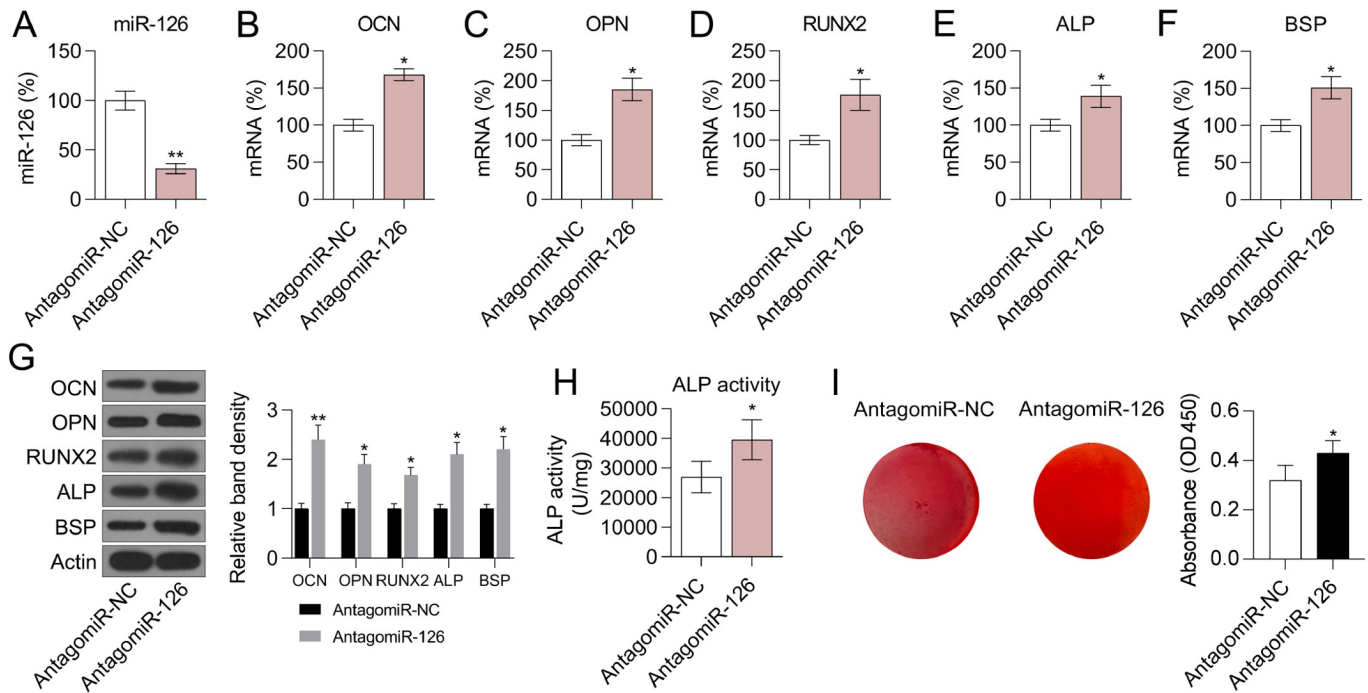 A miR-126
miR-126 (%)
150
100
50
0
**
AntagomiR-NC
AntagomiR-126
B OCN
mRNA (%)
200
150
100
50
0
*
AntagomiR-NC
AntagomiR-126
C OPN
mRNA (%)
250
200
150
100
50
0
*
AntagomiR-NC
AntagomiR-126
D RUNX2
mRNA (%)
250
200
150
100
50
0
*
AntagomiR-NC
AntagomiR-126
E ALP
mRNA (%)
200
150
100
50
0
*
AntagomiR-NC
AntagomiR-126
F BSP
mRNA (%)
200
150
100
50
0
*
AntagomiR-NC
AntagomiR-126
G
OCN
OPN
RUNX2
ALP
BSP
Actin
AntagomiR-NC
AntagomiR-126
Relative band density
3
2
1
0
**
*
*
*
*
OCN OPN RUNX2 ALP BSP
AntagomiR-NC
AntagomiR-126
H ALP activity
ALP activity
(U/mg)
50000
40000
30000
20000
10000
0
*
AntagomiR-NC
AntagomiR-126
I
AntagomiR-NC AntagomiR-126
Absorbance (OD 450)
0.6
0.4
0.2
0.0
*
AntagomiR-NC
AntagomiR-126